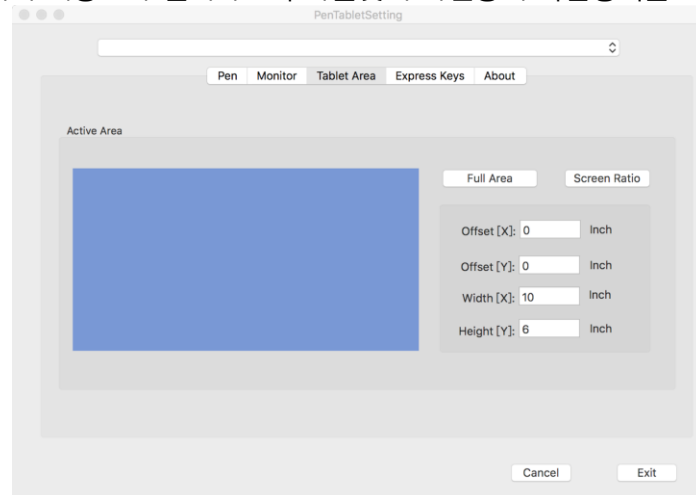 PenTabletSetting
Pen Monitor Tablet Area Express Keys About
Active Area
Full Area Screen Ratio
Offset [X]: 0 Inch
Offset [Y]: 0 Inch
Width [X]: 10 Inch
Height [Y]: 6 Inch
Cancel Exit